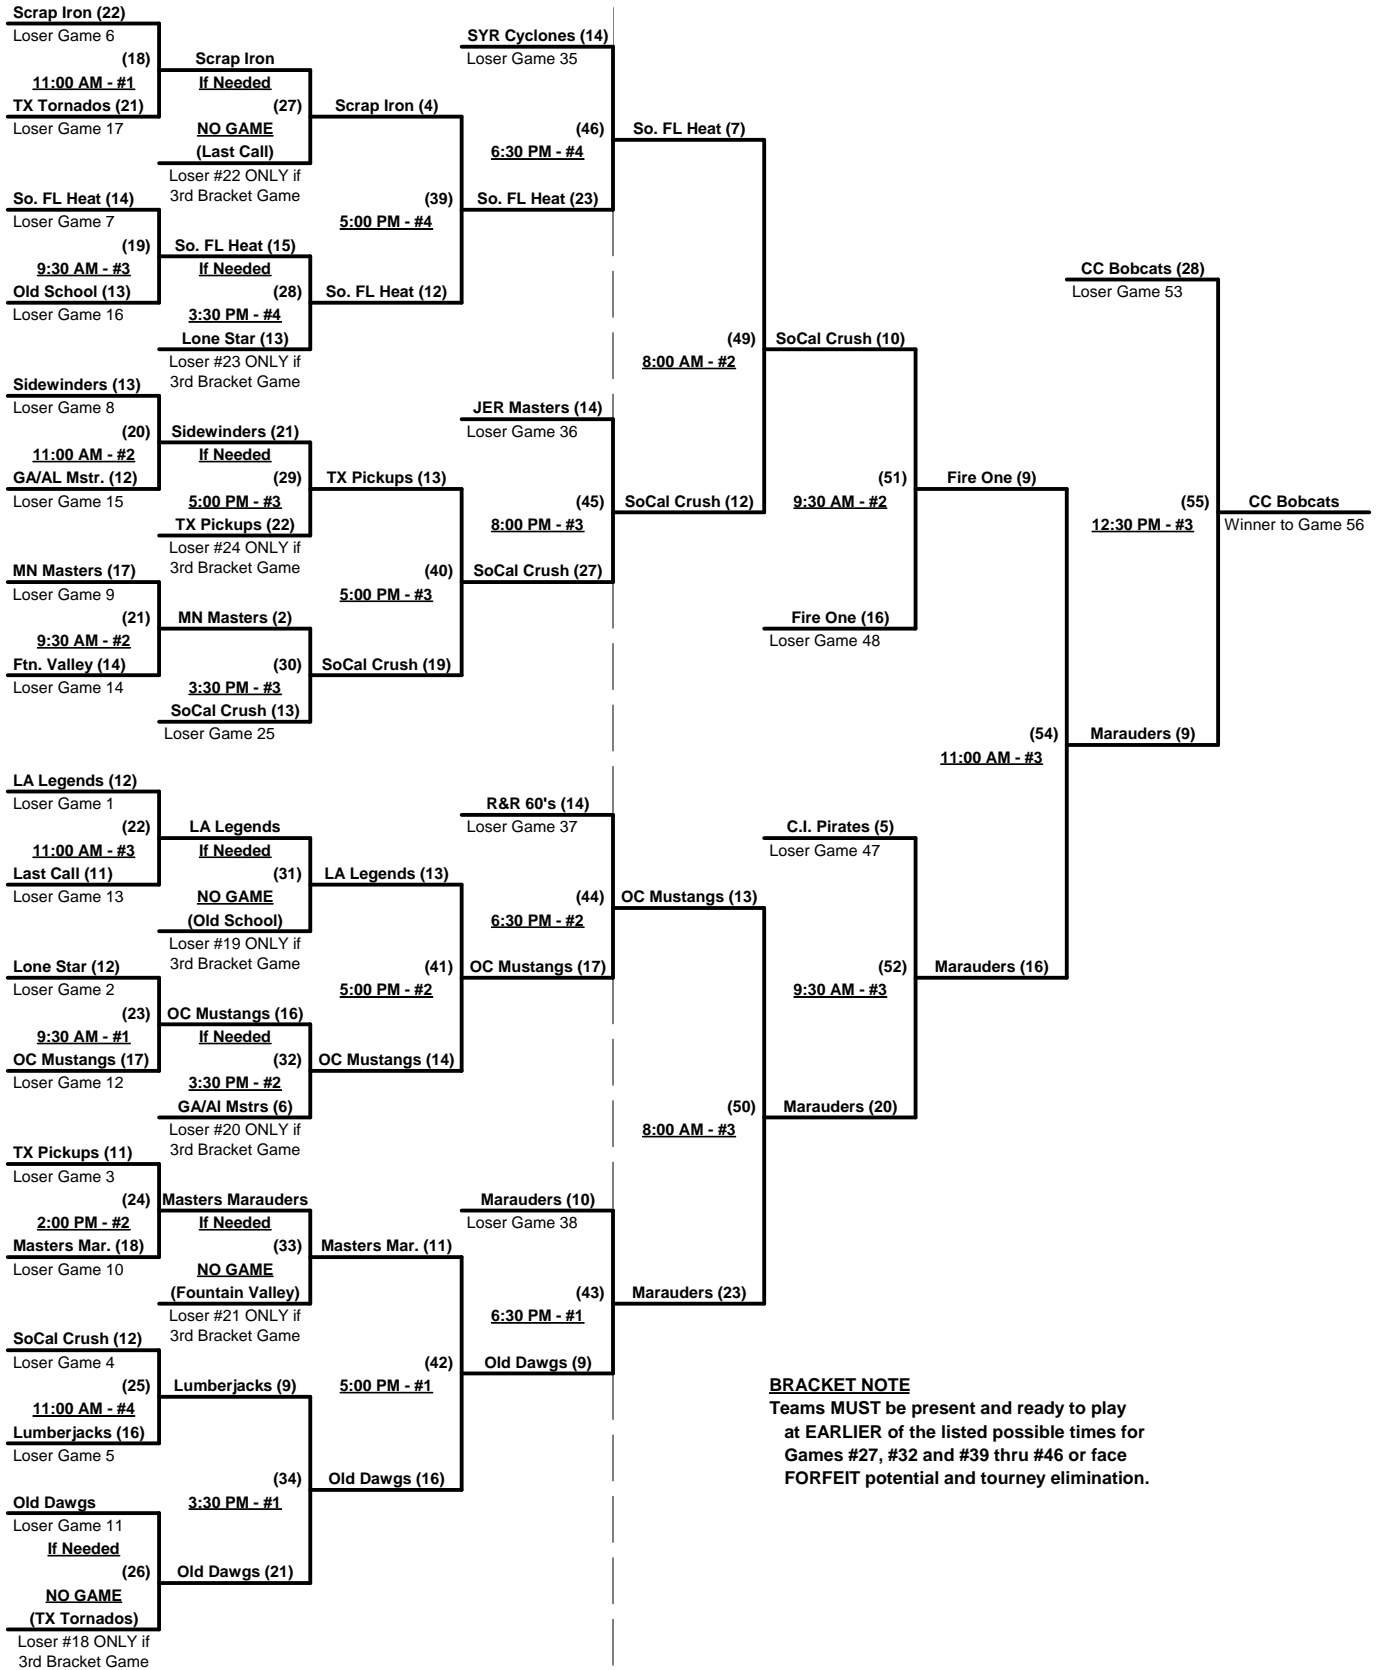 Scrap Iron (22)
Loser Game 6
(18)
11:00 AM - #1
TX Tornados (21)
Loser Game 17
So. FL Heat (14)
Loser Game 7
(19)
9:30 AM - #3
Old School (13)
Loser Game 16
Sidewinders (13)
Loser Game 8
(20)
11:00 AM - #2
GA/AL Mstr. (12)
Loser Game 15
MN Masters (17)
Loser Game 9
(21)
9:30 AM - #2
Ftn. Valley (14)
Loser Game 14
LA Legends (12)
Loser Game 1
(22)
11:00 AM - #3
Last Call (11)
Loser Game 13
Lone Star (12)
Loser Game 2
(23)
9:30 AM - #1
OC Mustangs (17)
Loser Game 12
TX Pickups (11)
Loser Game 3
(24)
2:00 PM - #2
Masters Mar. (18)
Loser Game 10
SoCal Crush (12)
Loser Game 4
(25)
11:00 AM - #4
Lumberjacks (16)
Loser Game 5
Old Dawgs
Loser Game 11
If Needed
(26)
NO GAME
(TX Tornados)
Loser #18 ONLY if
3rd Bracket Game
Scrap Iron
If Needed
(27)
NO GAME
(Last Call)
Loser #22 ONLY if
3rd Bracket Game
So. FL Heat (15)
If Needed
(28)
3:30 PM - #4
Lone Star (13)
Loser #23 ONLY if
3rd Bracket Game
Sidewinders (21)
If Needed
(29)
5:00 PM - #3
TX Pickups (22)
Loser #24 ONLY if
3rd Bracket Game
MN Masters (2)
(30)
3:30 PM - #3
SoCal Crush (13)
Loser Game 25
LA Legends
If Needed
(31)
NO GAME
(Old School)
Loser #19 ONLY if
3rd Bracket Game
OC Mustangs (16)
If Needed
(32)
3:30 PM - #2
GA/Al Mstrs (6)
Loser #20 ONLY if
3rd Bracket Game
Masters Marauders
If Needed
(33)
NO GAME
(Fountain Valley)
Loser #21 ONLY if
3rd Bracket Game
Lumberjacks (9)
(34)
3:30 PM - #1
Old Dawgs (21)
Scrap Iron (4)
(39)
5:00 PM - #4
So. FL Heat (12)
TX Pickups (13)
(40)
5:00 PM - #3
SoCal Crush (19)
LA Legends (13)
(41)
5:00 PM - #2
OC Mustangs (14)
Masters Mar. (11)
(42)
5:00 PM - #1
Old Dawgs (16)
SYR Cyclones (14)
Loser Game 35
(46)
6:30 PM - #4
So. FL Heat (23)
JER Masters (14)
Loser Game 36
(45)
8:00 PM - #3
SoCal Crush (27)
R&R 60's (14)
Loser Game 37
(44)
6:30 PM - #2
OC Mustangs (17)
Marauders (10)
Loser Game 38
(43)
6:30 PM - #1
Old Dawgs (9)
So. FL Heat (7)
(49)
8:00 AM - #2
SoCal Crush (12)
OC Mustangs (13)
(50)
8:00 AM - #3
Marauders (23)
SoCal Crush (10)
(51)
9:30 AM - #2
Fire One (16)
Loser Game 48
C.I. Pirates (5)
Loser Game 47
(52)
9:30 AM - #3
Marauders (20)
Fire One (9)
(54)
11:00 AM - #3
Marauders (16)
CC Bobcats (28)
Loser Game 53
(55)
12:30 PM - #3
Marauders (9)
CC Bobcats
Winner to Game 56
BRACKET NOTE
Teams MUST be present and ready to play
at EARLIER of the listed possible times for
Games #27, #32 and #39 thru #46 or face
FORFEIT potential and tourney elimination.